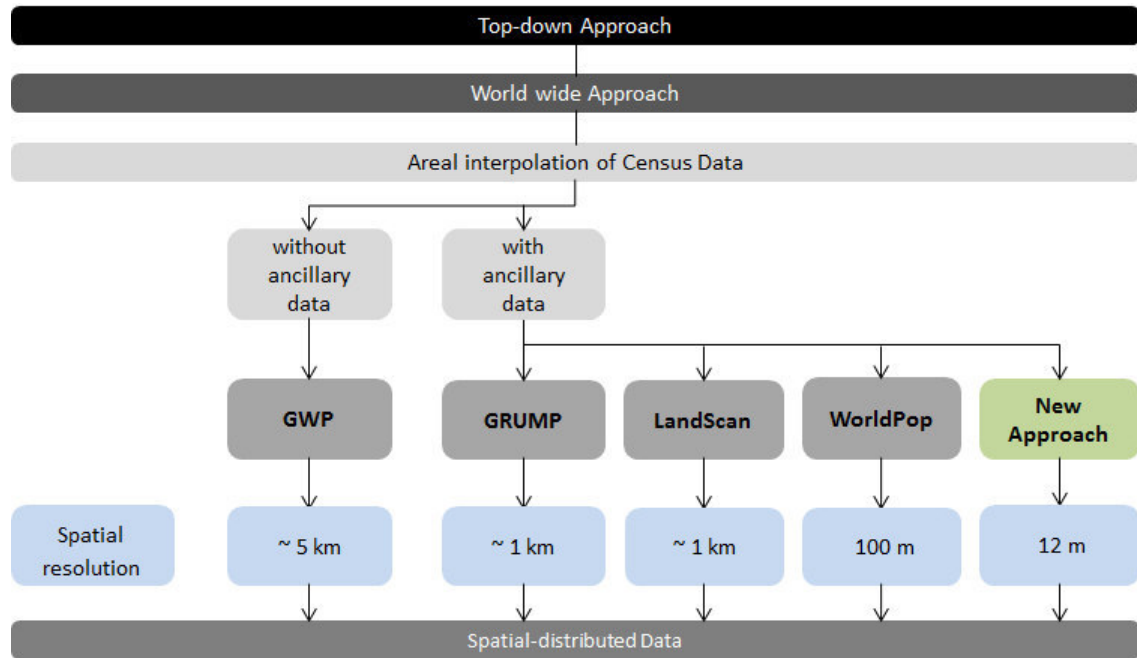 Top-down Approach
World wide Approach
Areal interpolation of Census Data
without
ancillary
data
with
ancillary
data
GWP
GRUMP
LandScan
WorldPop
New
Approach
Spatial
resolution
~ 5 km
~ 1 km
~ 1 km
100 m
12 m
Spatial-distributed Data